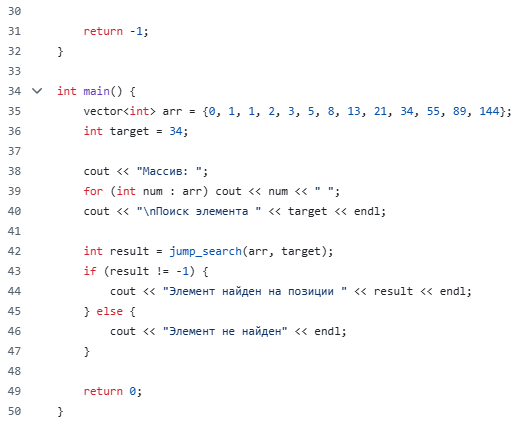 30
31 return -1;
32 }
33
34 int main() {
35 vector<int> arr = {0, 1, 1, 2, 3, 5, 8, 13, 21, 34, 55, 89, 144};
36 int target = 34;
37
38 cout << "Массив: ";
39 for (int num : arr) cout << num << " ";
40 cout << "\nПоиск элемента " << target << endl;
41
42 int result = jump_search(arr, target);
43 if (result != -1) {
44 cout << "Элемент найден на позиции " << result << endl;
45 } else {
46 cout << "Элемент не найден" << endl;
47 }
48
49 return 0;
50 }